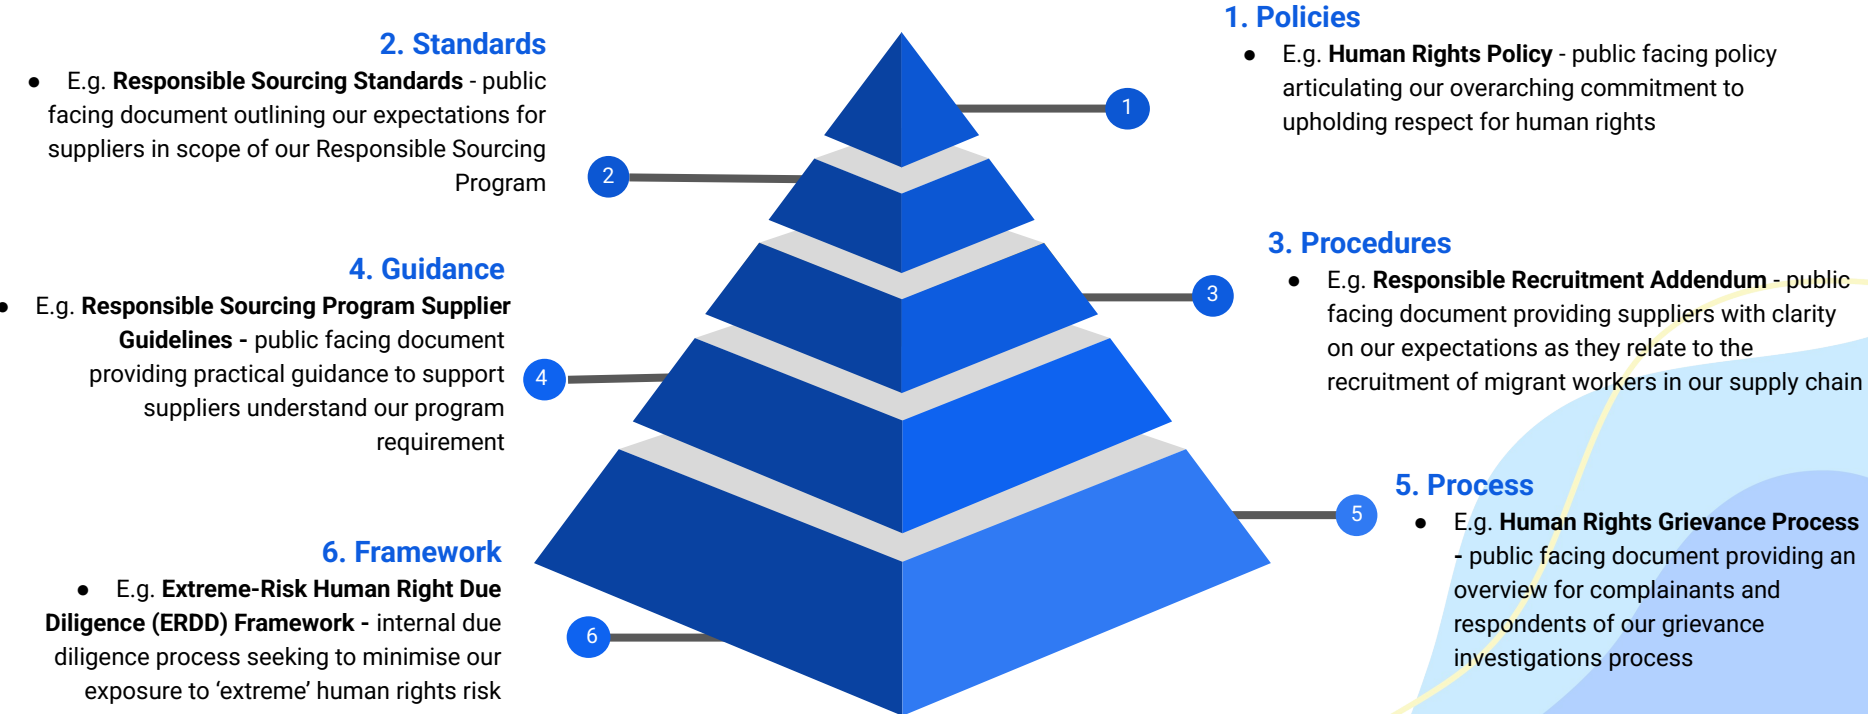 1. Policies
● E.g. Human Rights Policy - public facing policy
articulating our overarching commitment to
upholding respect for human rights
2. Standards
● E.g. Responsible Sourcing Standards - public
facing document outlining our expectations for
suppliers in scope of our Responsible Sourcing
Program
3. Procedures
● E.g. Responsible Recruitment Addendum - public
facing document providing suppliers with clarity
on our expectations as they relate to the
recruitment of migrant workers in our supply chain
4. Guidance
● E.g. Responsible Sourcing Program Supplier
Guidelines - public facing document
providing practical guidance to support
suppliers understand our program
requirement
5. Process
● E.g. Human Rights Grievance Process
- public facing document providing an
overview for complainants and
respondents of our grievance
investigations process
6. Framework
● E.g. Extreme-Risk Human Right Due
Diligence (ERDD) Framework - internal due
diligence process seeking to minimise our
exposure to ‘extreme’ human rights risk
1
2
3
4
5
6